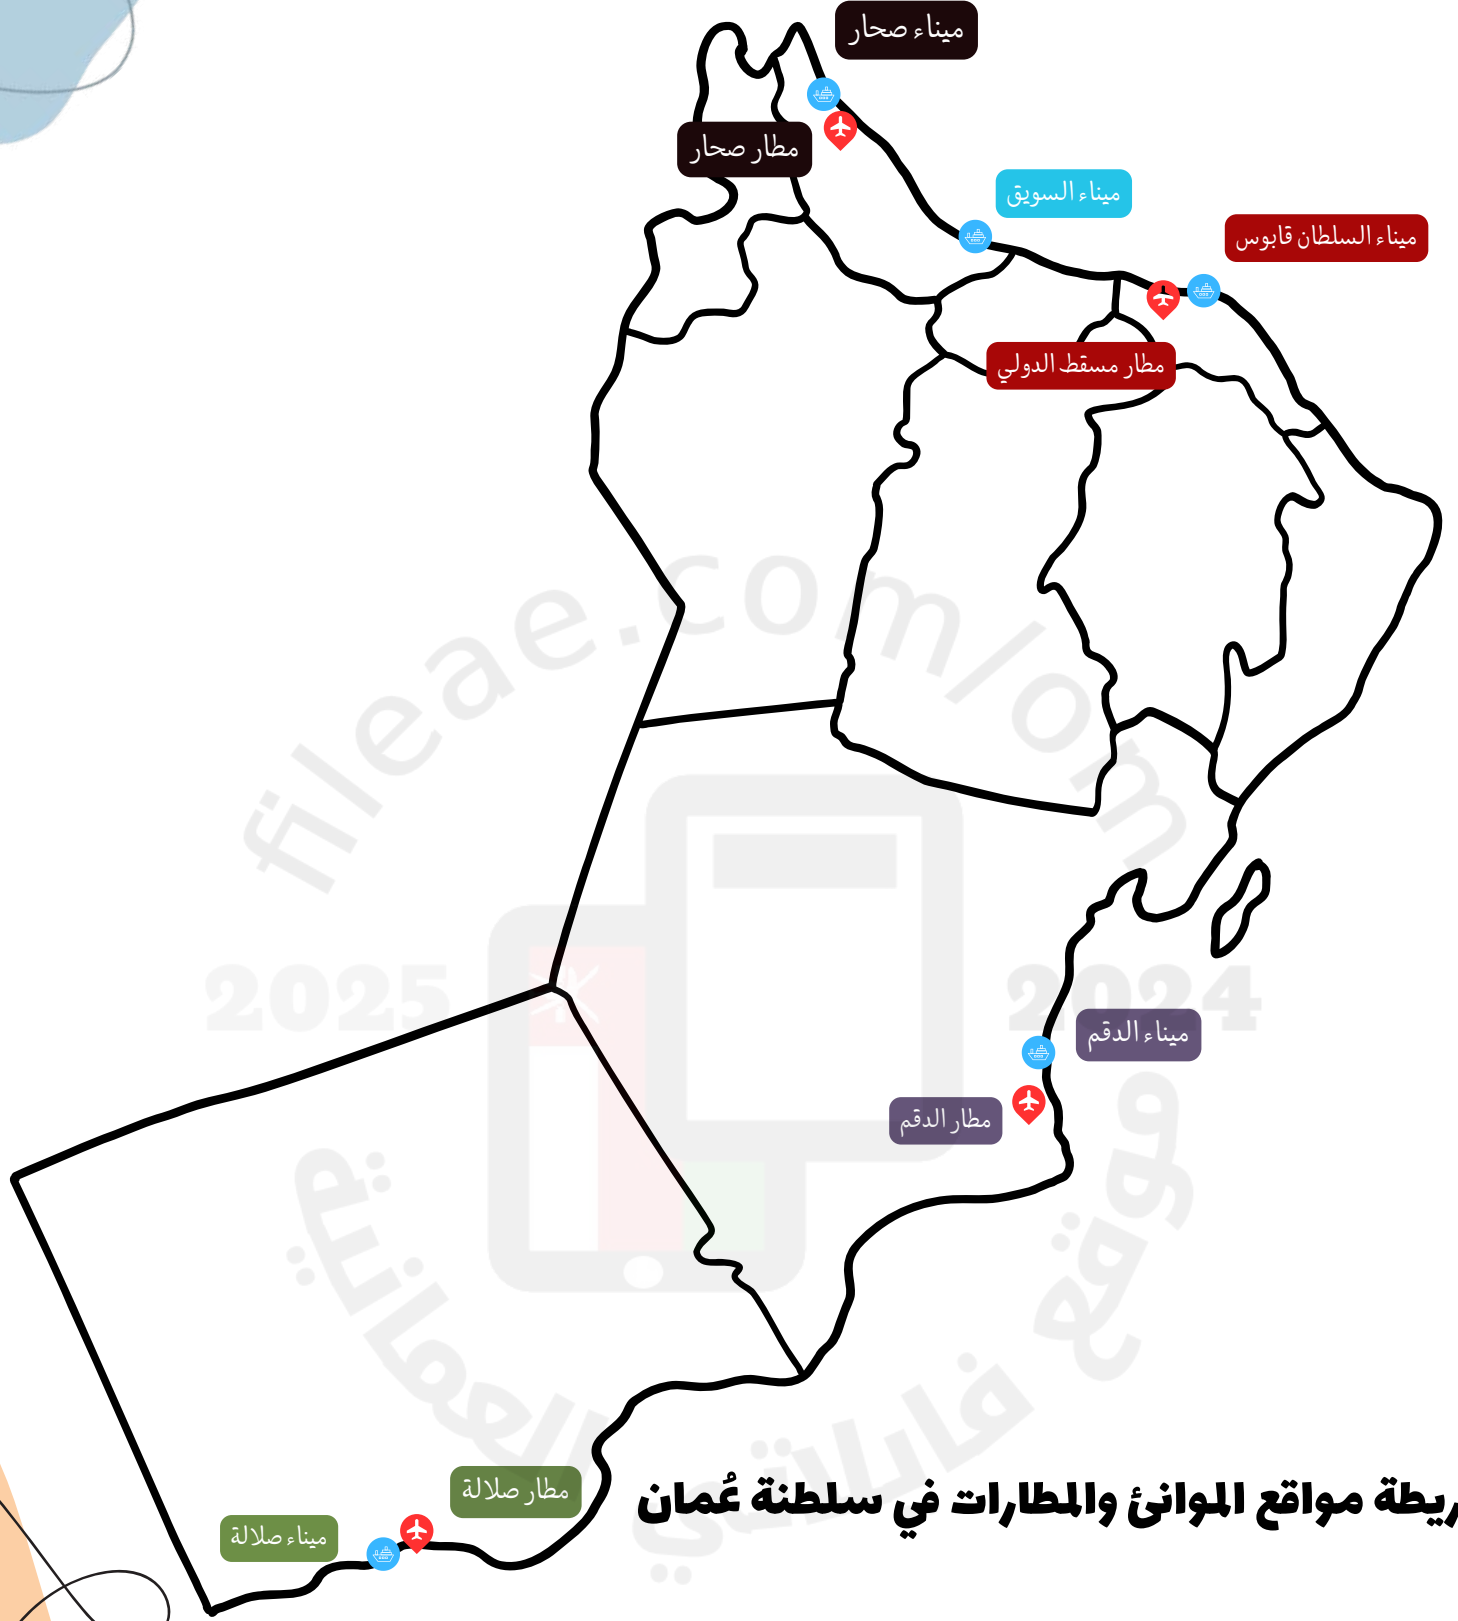 ميناء صحار
مطار صحار
ميناء السويق
ميناء السلطان قابوس
مطار مسقط الدولي
fileae.com/om
2025
2024
ميناء الدقم
مطار الدقم
موقع فايلاتي العمانية
مطار صلالة
ميناء صلالة
ريطة مواقع الموانئ والمطارات في سلطنة عُمان